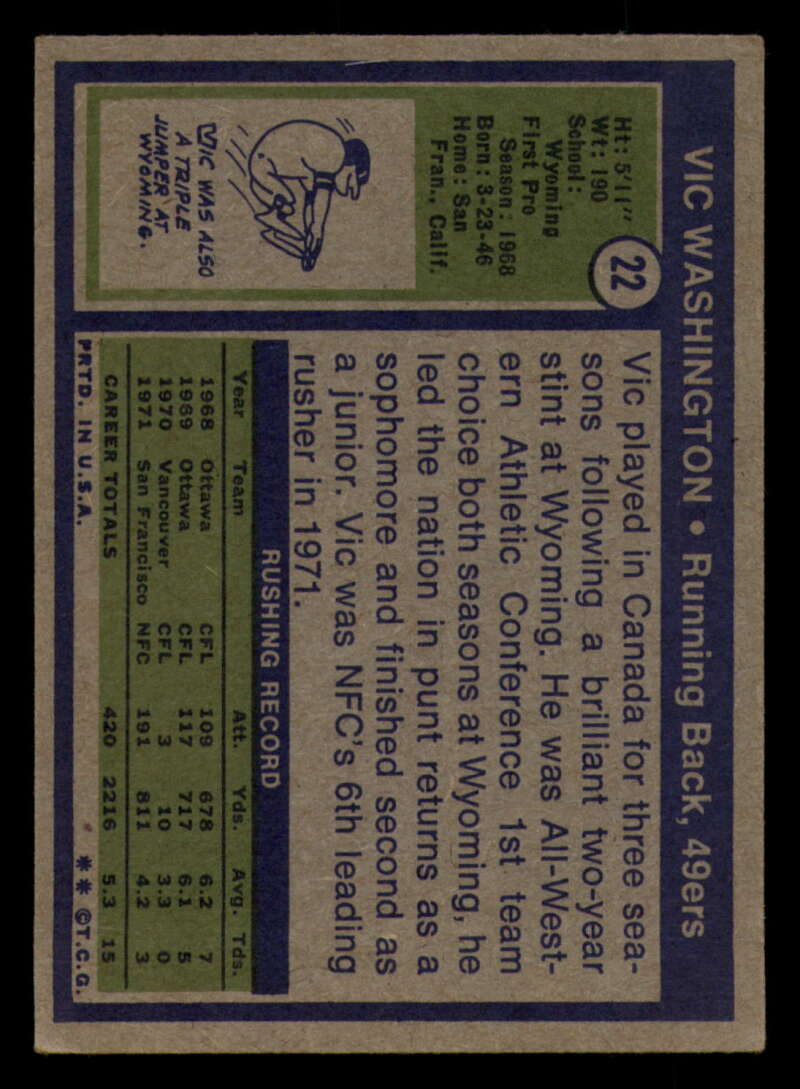 VIC WASHINGTON • Running Back, 49ers
22
Ht: 5'11"
Wt: 190
School:
Wyoming
First Pro
Season: 1968
Born: 3-23-46
Home: San
Fran., Calif.
VIC WAS ALSO
A TRIPLE
JUMPER AT
WYOMING.
Vic played in Canada for three sea-
sons following a brilliant two-year
stint at Wyoming. He was All-West-
ern Athletic Conference 1st team
choice both seasons at Wyoming, he
led the nation in punt returns as a
sophomore and finished second as
a junior. Vic was NFC's 6th leading
rusher in 1971.
RUSHING RECORD
Year Team Att. Yds. Avg. Tds.
1968 Ottawa CFL 109 678 6.2 7
1969 Ottawa CFL 117 717 6.1 5
1970 Vancouver CFL 3 10 3.3 0
1971 San Francisco NFC 191 811 4.2 3
CAREER TOTALS 420 2216 5.3 15
PRTD. IN U.S.A. ** ©T.C.G.